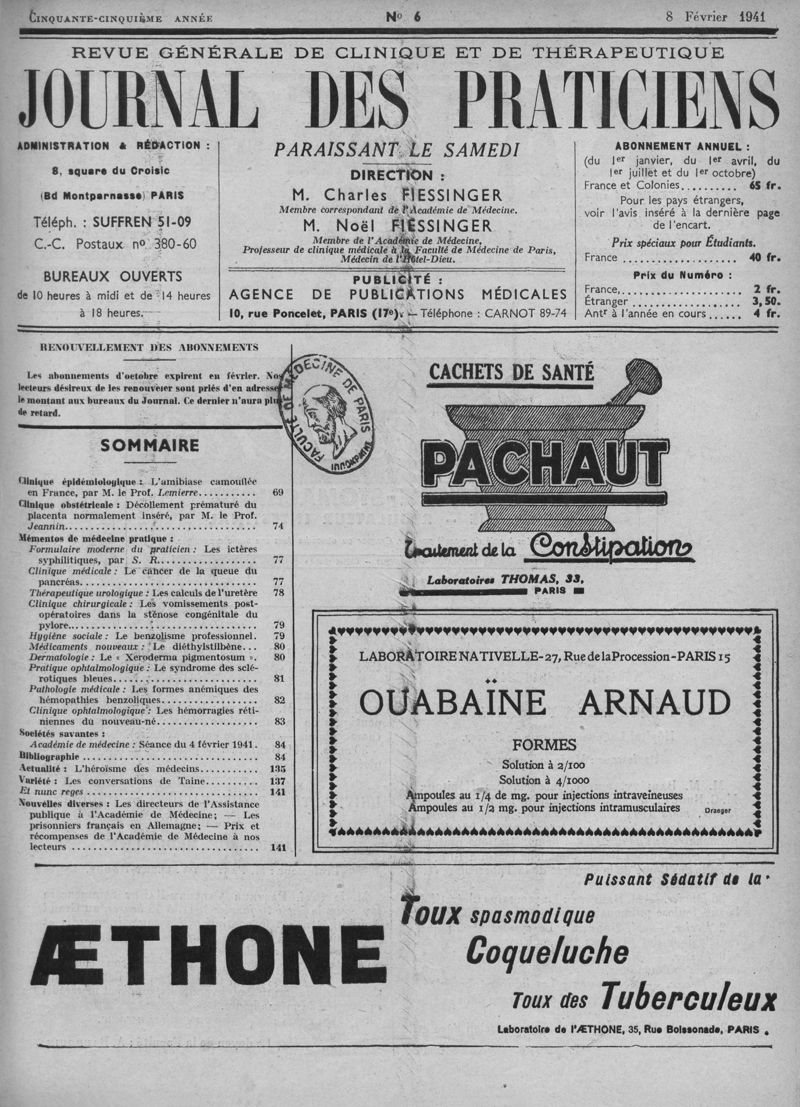 CINQUANTE-CINQUIÈME ANNÉE
No 6
8 Février 1941
REVUE GÉNÉRALE DE CLINIQUE ET DE THÉRAPEUTIQUE
JOURNAL DES PRATICIENS
ADMINISTRATION & RÉDACTION :
8, square du Croisic
(Bd Montparnasse) PARIS
Téléph. : SUFFREN 51-09
C.-C. Postaux no 380-60
BUREAUX OUVERTS
de 10 heures à midi et de 14 heures
à 18 heures.
PARAISSANT LE SAMEDI
DIRECTION :
M. Charles FIESSINGER
Membre correspondant de l'Académie de Médecine.
M. Noël FIESSINGER
Membre de l'Académie de Médecine,
Professeur de clinique médicale à la Faculté de Médecine de Paris,
Médecin de l'Hôtel-Dieu.
PUBLICITÉ :
AGENCE DE PUBLICATIONS MÉDICALES
10, rue Poncelet, PARIS (17e). — Téléphone : CARNOT 89-74
ABONNEMENT ANNUEL :
(du 1er janvier, du 1er avril, du
1er juillet et du 1er octobre)
France et Colonies.......... 65 fr.
Pour les pays étrangers,
voir l'avis inséré à la dernière page
de l'encart.
Prix spéciaux pour Étudiants.
France .................. 40 fr.
Prix du Numéro :
France,.................. 2 fr.
Étranger ................ 3,50.
Antr à l'année en cours ...... 4 fr.
RENOUVELLEMENT DES ABONNEMENTS
Les abonnements d'octobre expirent en février. Nos
lecteurs désireux de les renouveler sont priés d'en adresser
le montant aux bureaux du Journal. Ce dernier n'aura plus
de retard.
SOMMAIRE
Clinique épidémiologique : L'amibiase camouflée
en France, par M. le Prof. Lemierre........... 69
Clinique obstétricale : Décollement prématuré du
placenta normalement inséré, par M. le Prof.
Jeannin.................................. 74
Mémentos de médecine pratique :
Formulaire moderne du praticien : Les ictères
syphilitiques, par S. R.................... 77
Clinique médicale : Le cancer de la queue du
pancréas................................ 77
Thérapeutique urologique : Les calculs de l'uretère 78
Clinique chirurgicale : Les vomissements post-
opératoires dans la sténose congénitale du
pylore.................................. 79
Hygiène sociale : Le benzolisme professionnel. 79
Médicaments nouveaux : Le diéthylstilbène... 80
Dermatologie : Le « Xeroderma pigmentosum ». 80
Pratique ophtalmologique : Le syndrome des sclé-
rotiques bleues.......................... 81
Pathologie médicale : Les formes anémiques des
hémopathies benzoliques.................. 82
Clinique ophtalmologique : Les hémorragies réti-
niennes du nouveau-né.................... 83
Sociétés savantes :
Académie de médecine : Séance du 4 février 1941. 84
Bibliographie .............................. 84
Actualité : L'héroïsme des médecins........... 135
Variété : Les conversations de Taine........... 137
Et nunc reges .............................. 141
Nouvelles diverses : Les directeurs de l'Assistance
publique à l'Académie de Médecine; — Les
prisonniers français en Allemagne; — Prix et
récompenses de l'Académie de Médecine à nos
lecteurs .................................. 141
FACULTÉ DE MÉDECINE DE PARIS
CACHETS DE SANTÉ
PACHAUT
Traitement de la Constipation
Laboratoires THOMAS, 33,
PARIS
LABORATOIRE NATIVELLE-27, Rue de la Procession-PARIS 15
OUABAÏNE ARNAUD
FORMES
Solution à 2/100
Solution à 4/1000
Ampoules au 1/4 de mg. pour injections intraveineuses
Ampoules au 1/2 mg. pour injections intramusculaires
Draeger
ÆTHONE
Puissant Sédatif de la
Toux spasmodique
Coqueluche
Toux des Tuberculeux
Laboratoire de l'ÆTHONE, 35, Rue Boissonade, PARIS .